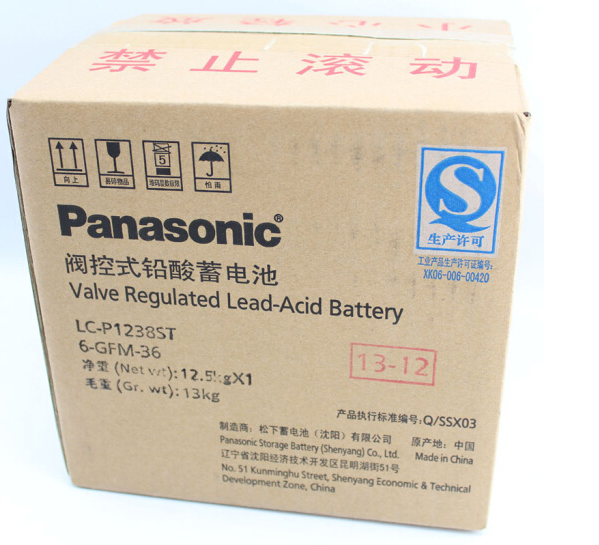 小心轻放
禁止滚动
向上
易碎物品
5
堆码层数极限
怕雨
Panasonic®
阀控式铅酸蓄电池
Valve Regulated Lead-Acid Battery
LC-P1238ST
6-GFM-36
净重 (Net wt): 12.5kgX1
毛重 (Gr. wt): 13kg
生产许可
工业产品生产许可证编号:
XK06-006-00420
13-12
产品执行标准编号: Q/SSX03
制造商: 松下蓄电池（沈阳）有限公司 原产地: 中国
Panasonic Storage Battery (Shenyang) Co., Ltd. Made in China
辽宁省沈阳经济技术开发区昆明湖街51号
No. 51 Kunminghu Street, Shenyang Economic & Technical
Development Zone, China